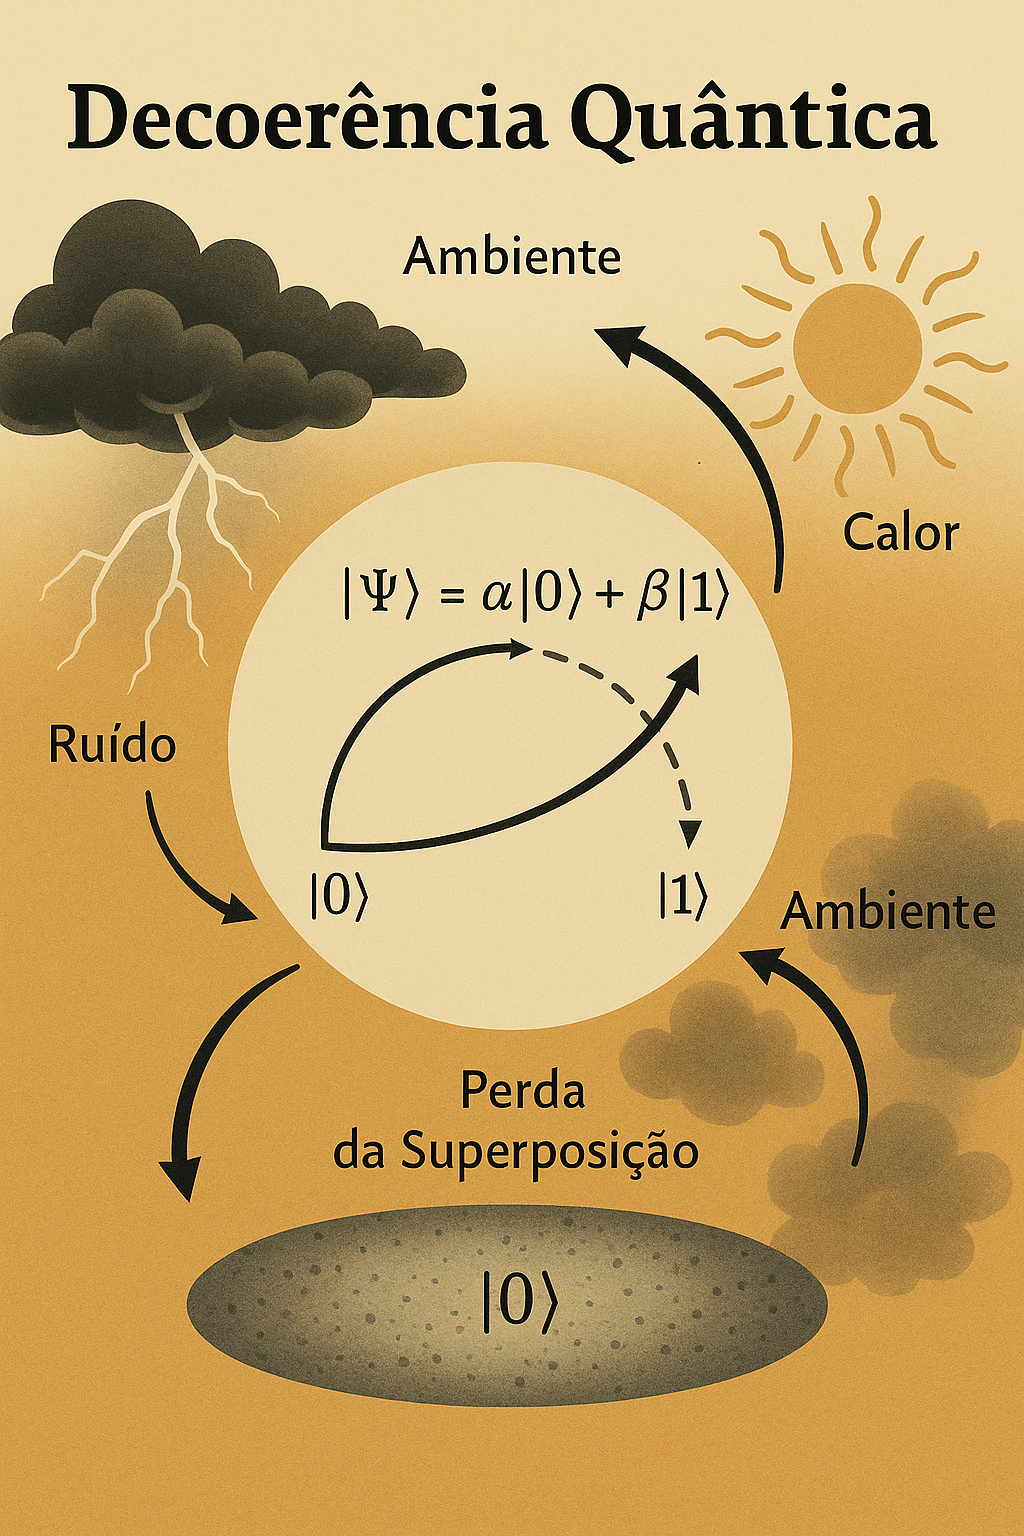 Decoerência Quântica
Ambiente
Calor
|Ψ⟩ = α|0⟩ + β|1⟩
Ruído
|0⟩
|1⟩
Ambiente
Perda
da Superposição
|0⟩